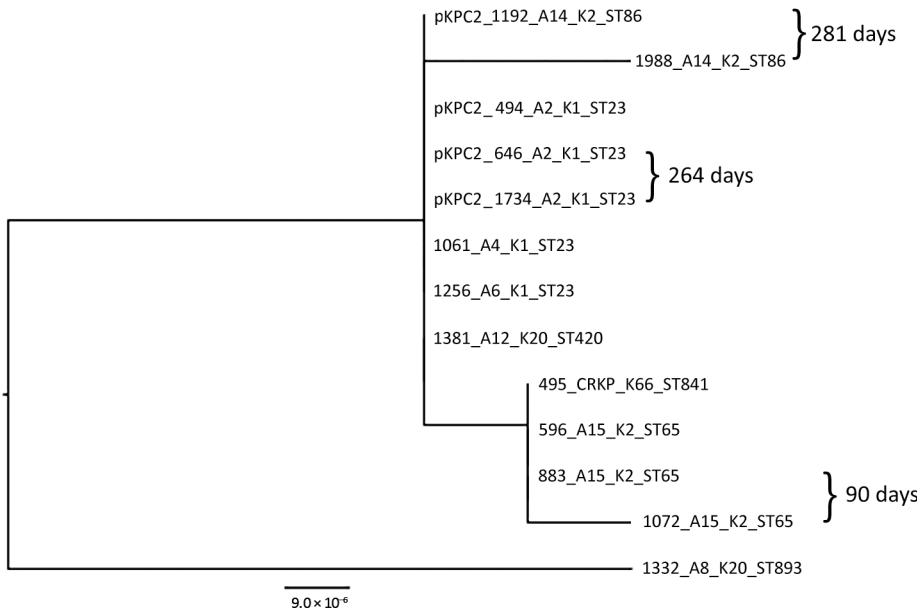 pKPC2_1192_A14_K2_ST86
281 days
1988_A14_K2_ST86
pKPC2_494_A2_K1_ST23
pKPC2_646_A2_K1_ST23
264 days
pKPC2_1734_A2_K1_ST23
1061_A4_K1_ST23
1256_A6_K1_ST23
1381_A12_K20_ST420
495_CRKP_K66_ST841
596_A15_K2_ST65
883_A15_K2_ST65
90 days
1072_A15_K2_ST65
1332_A8_K20_ST893
9.0 × 10⁻⁶